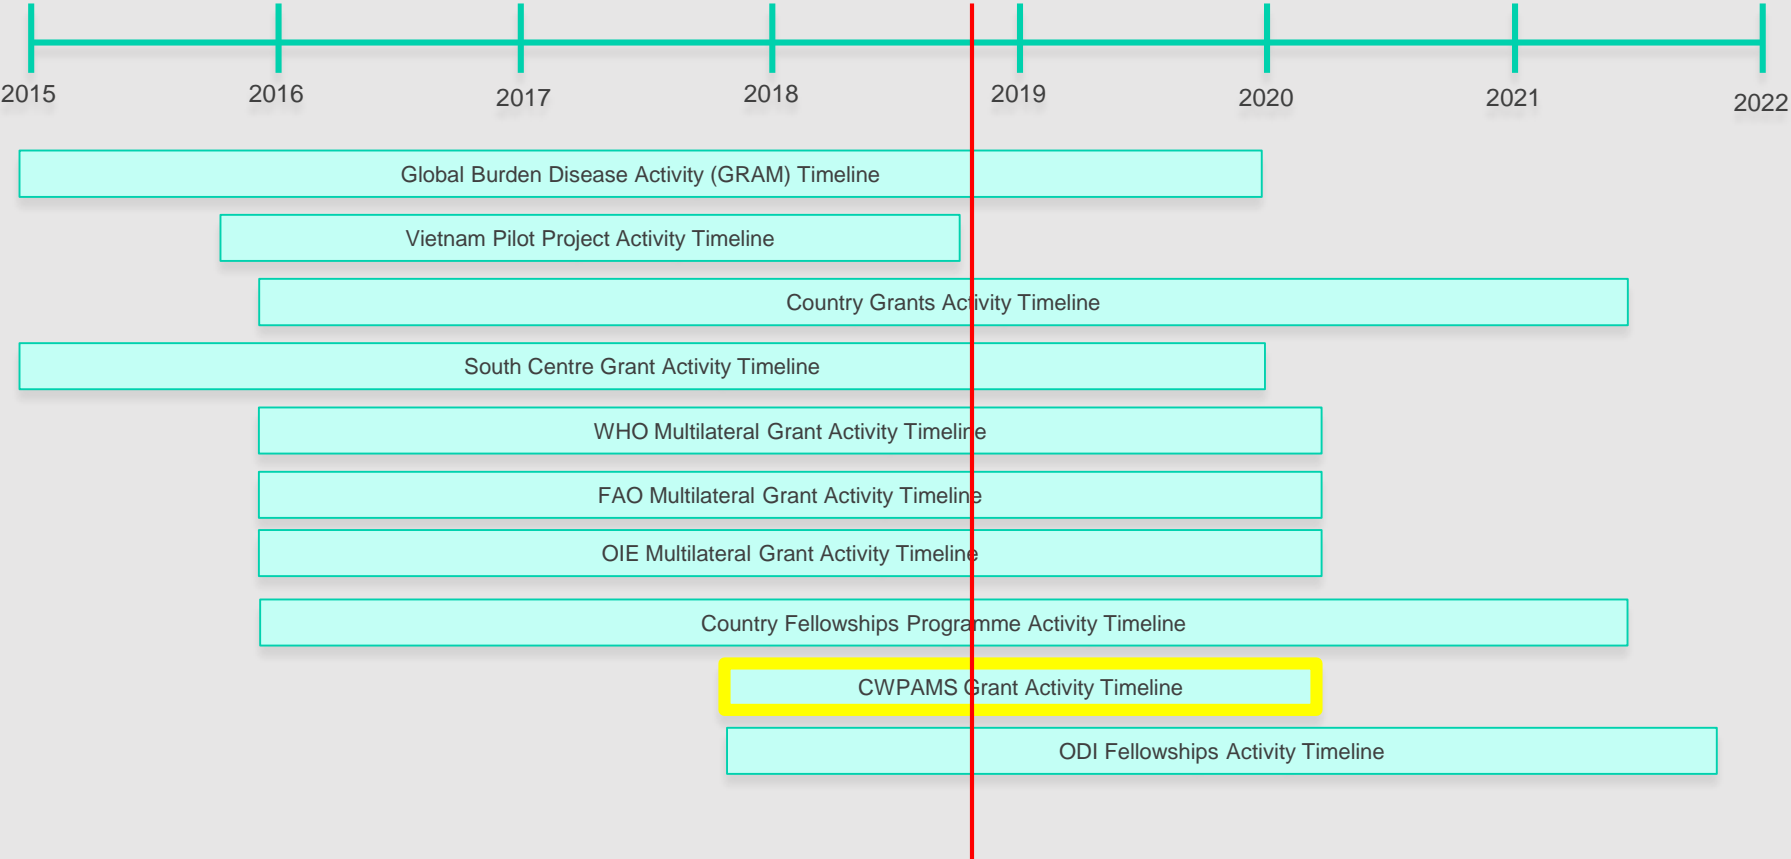 2015
2016
2017
2018
2019
2020
2021
2022
Global Burden Disease Activity (GRAM) Timeline
Vietnam Pilot Project Activity Timeline
Country Grants Activity Timeline
South Centre Grant Activity Timeline
WHO Multilateral Grant Activity Timeline
FAO Multilateral Grant Activity Timeline
OIE Multilateral Grant Activity Timeline
Country Fellowships Programme Activity Timeline
CWPAMS Grant Activity Timeline
ODI Fellowships Activity Timeline